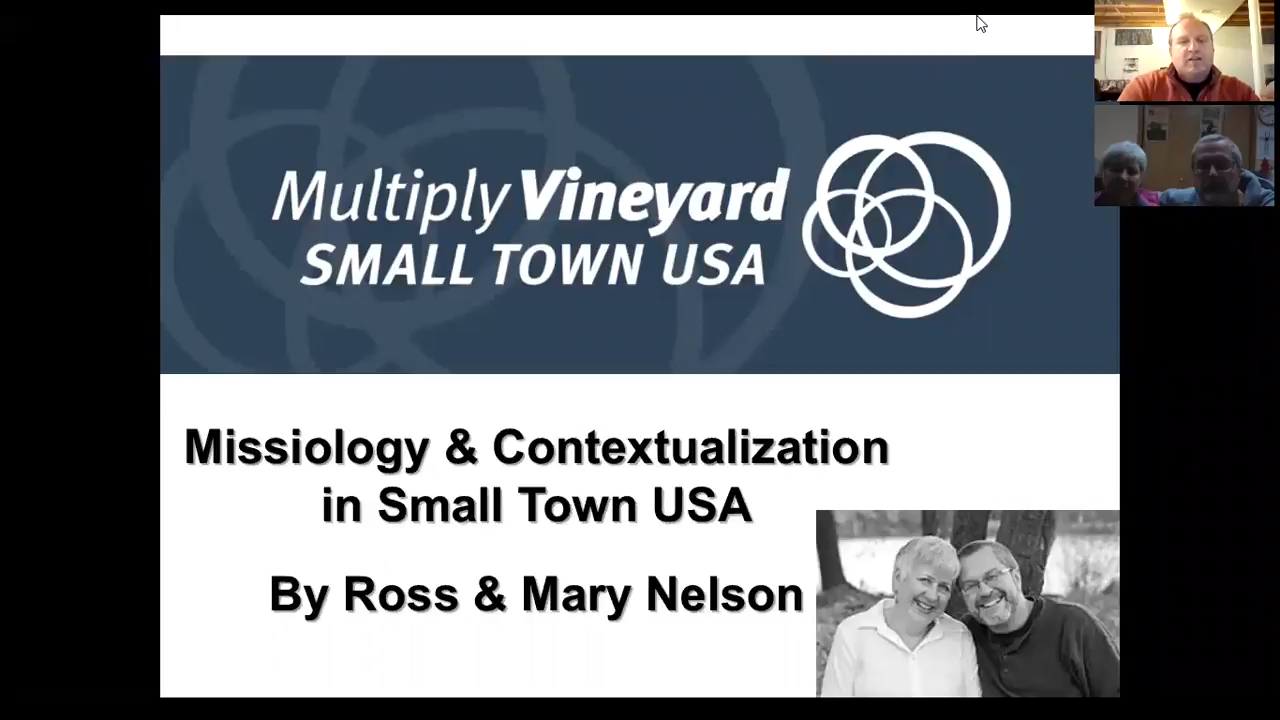 Multiply Vineyard
SMALL TOWN USA
Missiology & Contextualization
in Small Town USA
By Ross & Mary Nelson